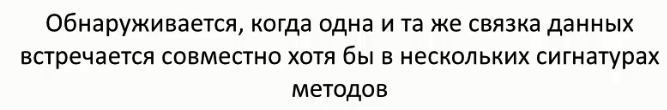 Обнаруживается, когда одна и та же связка данных
встречается совместно хотя бы в нескольких сигнатурах
методов